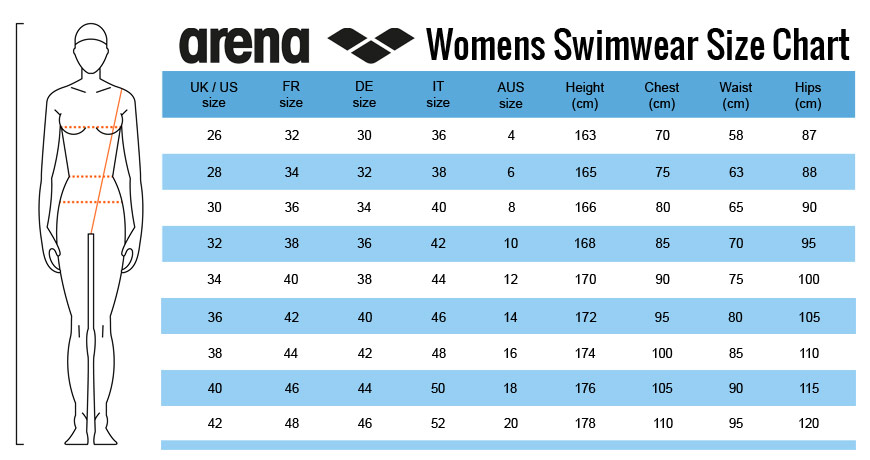 arena Womens Swimwear Size Chart
UK / US size FR size DE size IT size AUS size Height (cm) Chest (cm) Waist (cm) Hips (cm)
26 32 30 36 4 163 70 58 87
28 34 32 38 6 165 75 63 88
30 36 34 40 8 166 80 65 90
32 38 36 42 10 168 85 70 95
34 40 38 44 12 170 90 75 100
36 42 40 46 14 172 95 80 105
38 44 42 48 16 174 100 85 110
40 46 44 50 18 176 105 90 115
42 48 46 52 20 178 110 95 120